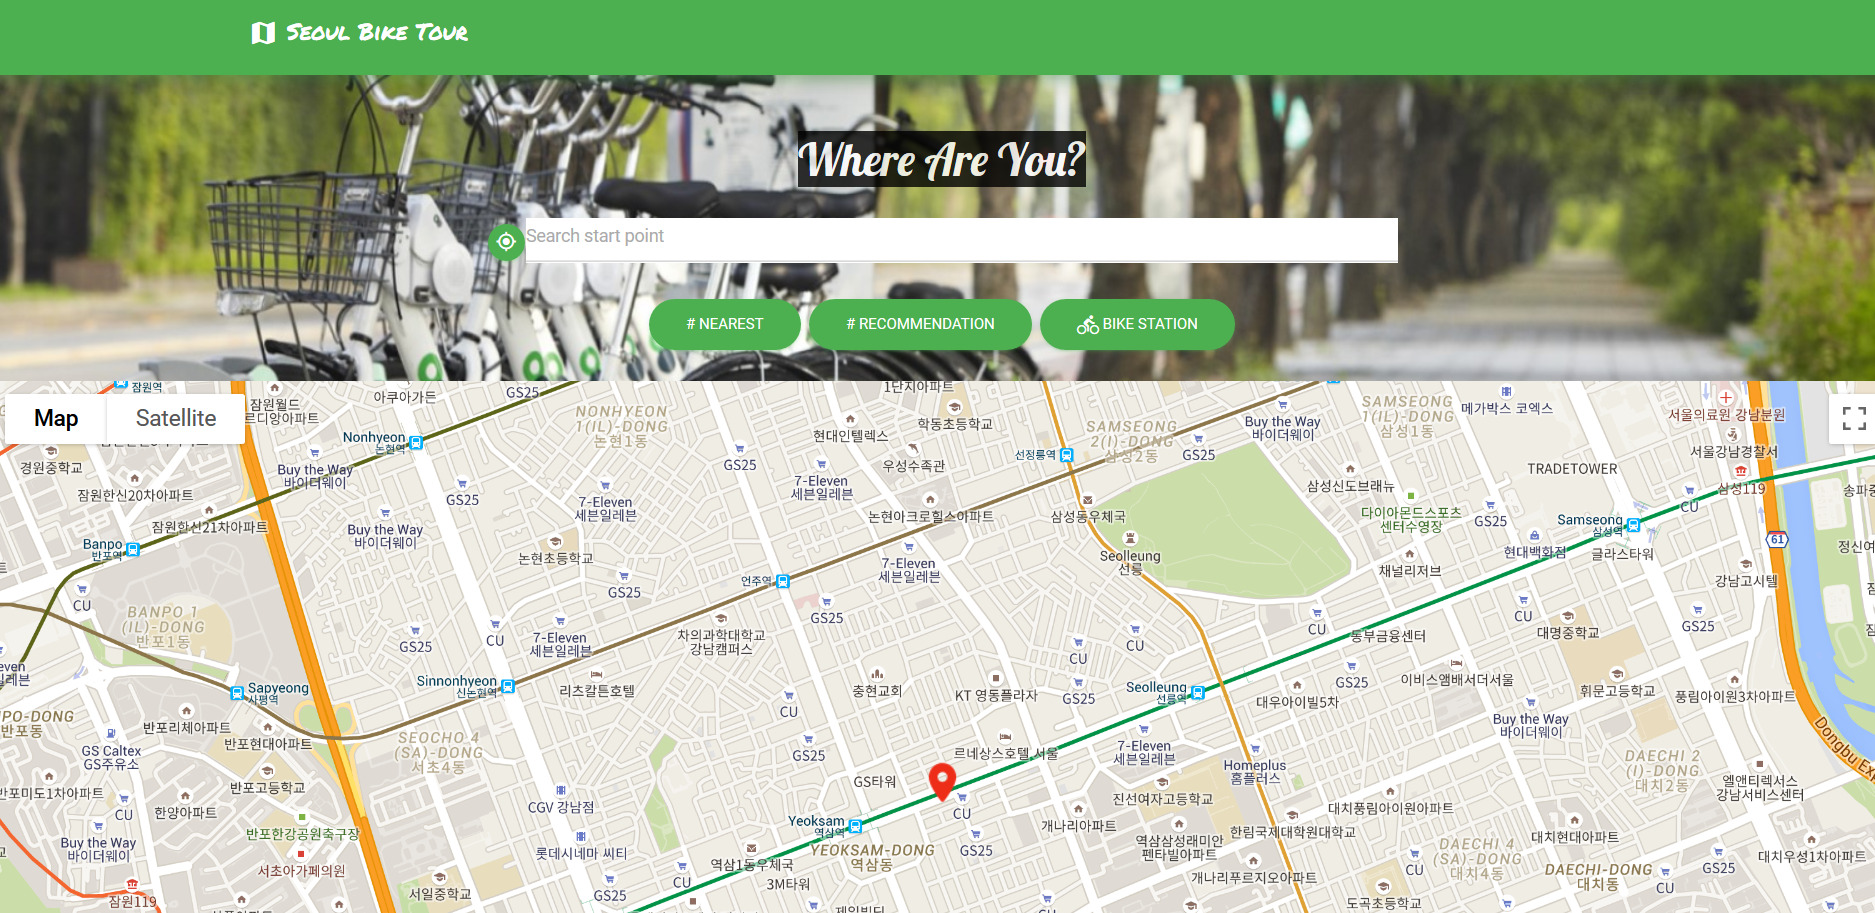 Seoul Bike Tour
Where Are You?
Search start point
# NEAREST
# RECOMMENDATION
BIKE STATION
Map
Satellite
잠원역
잠원월드
르디앙아파트
아쿠아가든
GS25
NONHYEON
1(IL)-DONG
논현1동
1단지아파트
학동초등학교
현대인텔렉스
SAMSEONG
2(I)-DONG
삼성2동
Buy the Way
바이더웨이
SAMSEONG
1(IL)-DONG
삼성1동
메가박스 코엑스
서울의료원 강남분원
서울강남경찰서
Nonhyeon
논현역
경원중학교
Buy the Way
바이더웨이
GS25
우성수족관
선정릉역
GS25
TRADETOWER
삼성119
송파중
잠원한신20차아파트
GS25
7-Eleven
세븐일레븐
7-Eleven
세븐일레븐
삼성신도브래뉴
다이아몬드스포츠
센터수영장
GS25
CU
잠원한신21차아파트
Buy the Way
바이더웨이
논현아크로힐스아파트
삼성동우체국
Samseong
삼성역
61
정신여
Banpo
반포역
논현초등학교
7-Eleven
세븐일레븐
Seolleung
선릉
현대백화점
글라스타워
채널리저브
강남고시텔
CU
언주역
GS25
BANPO 1
(IL)-DONG
반포1동
GS25
CU
GS25
CU
7-Eleven
세븐일레븐
차의과학대학교
강남캠퍼스
CU
CU
CU
동부금융센터
CU
대명중학교
GS25
even
일레븐
Sapyeong
사평역
Sinnonhyeon
신논현역
리츠칼튼호텔
충현교회
KT 영동플라자
GS25
Seolleung
선릉역
대우아이빌5차
GS25
이비스앰배서더서울
휘문고등학교
풍림아이원3차아파트
CU
NPO-DONG
반포동
반포리체아파트
반포현대아파트
GS Caltex
GS주유소
SEOCHO 4
(SA)-DONG
서초4동
GS25
르네상스호텔 서울
7-Eleven
세븐일레븐
Buy the Way
바이더웨이
Dongbu Ex
반포미도1차아파트
반포고등학교
GS타워
Homeplus
홈플러스
DAECHI 2
(I)-DONG
대치2동
엘앤티렉서스
강남서비스센터
CU
한양아파트
CGV 강남점
CU
진선여자고등학교
대치풍림아이원아파트
Buy the Way
바이더웨이
반포한강공원축구장
Yeoksam
역삼역
개나리아파트
한림국제대학원대학교
대치현대아파트
서초아가페의원
롯데시네마 씨티
역삼1동우체국
YEOKSAM-DONG
역삼동
GS25
역삼삼성래미안
펜타빌아파트
DAECHI 4
(SA)-DONG
대치4동
CU
DAECHI-DONG
대치동
GS25
대치우성1차아파트
잠원119
서일중학교
GS25
CU
3M타워
개나리푸르지오아파트
CU
CU
도곡초등학교